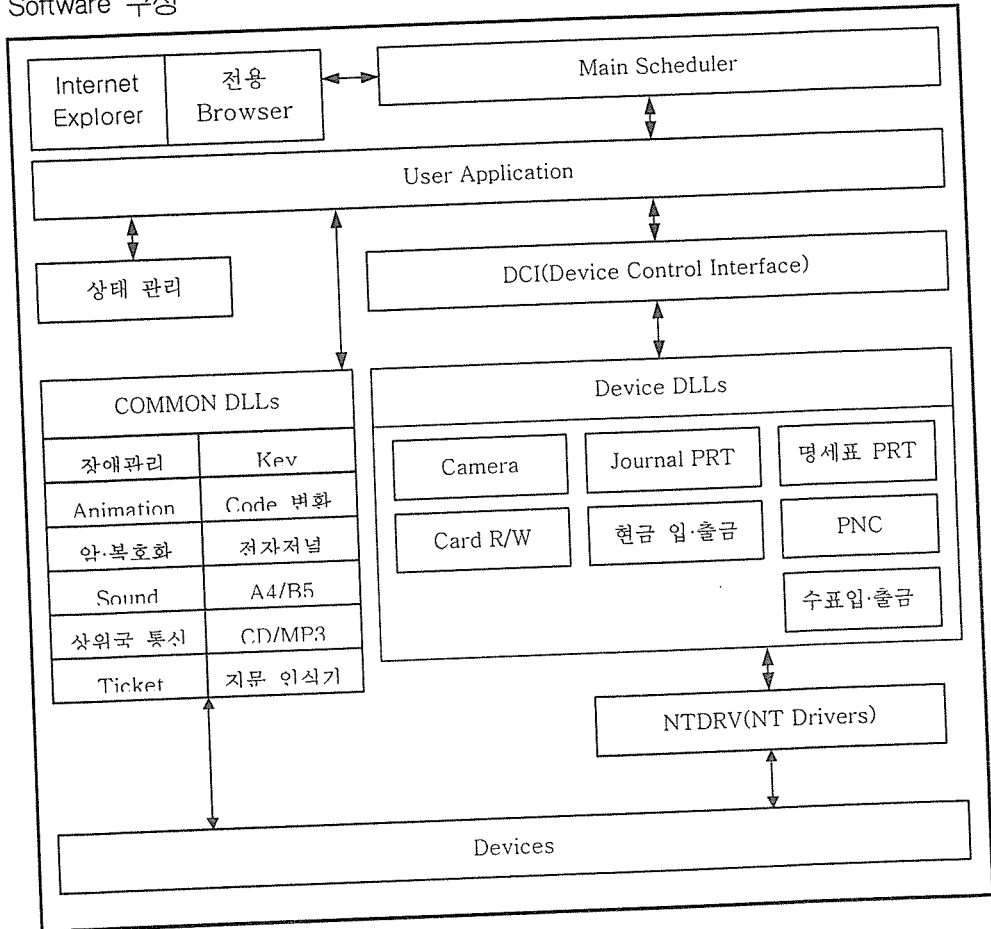 Software 구성
Internet Explorer
전용 Browser
Main Scheduler
User Application
상태 관리
DCI(Device Control Interface)
COMMON DLLs
장애관리
Key
Animation
Code 변환
암·복호화
전자저널
Sound
A4/B5
상위국 통신
CD/MP3
Ticket
지문 인식기
Device DLLs
Camera
Journal PRT
명세표 PRT
Card R/W
현금 입·출금
PNC
수표입·출금
NTDRV(NT Drivers)
Devices